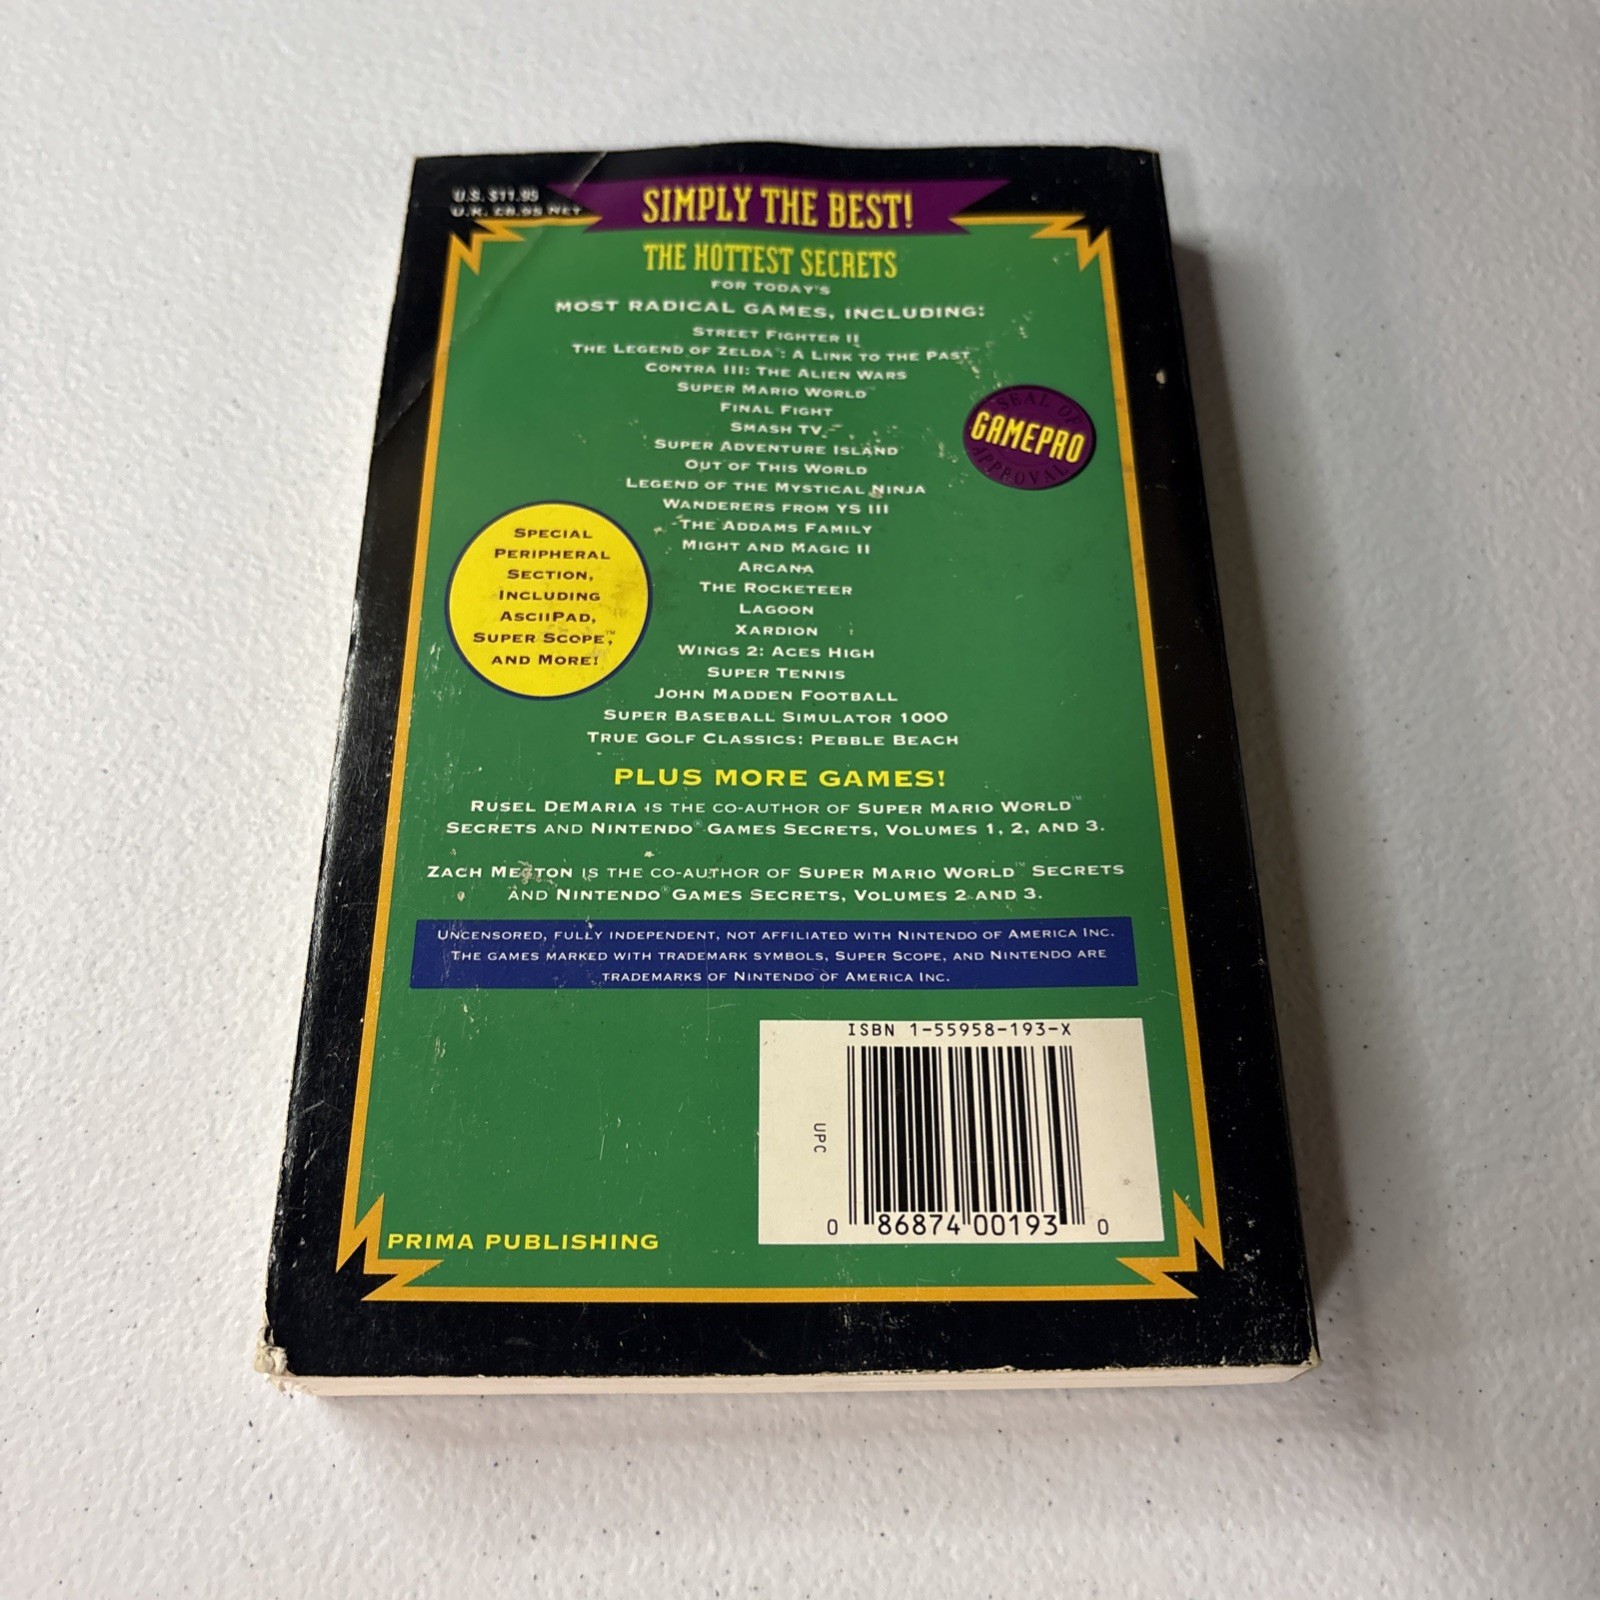 U.S. $11.95
U.K. £8.95 NET
SIMPLY THE BEST!
THE HOTTEST SECRETS
FOR TODAY'S
MOST RADICAL GAMES, INCLUDING:
STREET FIGHTER II
THE LEGEND OF ZELDA™: A LINK TO THE PAST
CONTRA III: THE ALIEN WARS
SUPER MARIO WORLD™
FINAL FIGHT
SMASH TV
SUPER ADVENTURE ISLAND
OUT OF THIS WORLD
LEGEND OF THE MYSTICAL NINJA
WANDERERS FROM YS III
THE ADDAMS FAMILY
MIGHT AND MAGIC II
ARCANA
THE ROCKETEER
LAGOON
XARDION
WINGS 2: ACES HIGH
SUPER TENNIS
JOHN MADDEN FOOTBALL
SUPER BASEBALL SIMULATOR 1000
TRUE GOLF CLASSICS: PEBBLE BEACH
SEAL OF
GAMEPRO
APPROVAL
SPECIAL
PERIPHERAL
SECTION,
INCLUDING
ASCIIPAD,
SUPER SCOPE,™
AND MORE!
PLUS MORE GAMES!
RUSEL DEMARIA IS THE CO-AUTHOR OF SUPER MARIO WORLD™
SECRETS AND NINTENDO® GAMES SECRETS, VOLUMES 1, 2, AND 3.
ZACH MESTON IS THE CO-AUTHOR OF SUPER MARIO WORLD™ SECRETS
AND NINTENDO® GAMES SECRETS, VOLUMES 2 AND 3.
UNCENSORED, FULLY INDEPENDENT, NOT AFFILIATED WITH NINTENDO OF AMERICA INC.
THE GAMES MARKED WITH TRADEMARK SYMBOLS, SUPER SCOPE, AND NINTENDO ARE
TRADEMARKS OF NINTENDO OF AMERICA INC.
ISBN 1-55958-193-X
UPC
0 86874 00193 0
PRIMA PUBLISHING